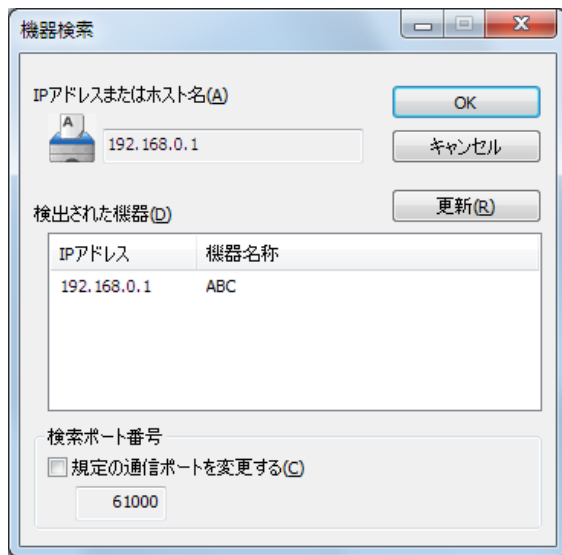 機器検索
IPアドレスまたはホスト名(A)
OK
A
192.168.0.1
キャンセル
検出された機器(D)
更新(R)
IPアドレス 機器名称
192.168.0.1 ABC
検索ポート番号
規定の通信ポートを変更する(C)
61000